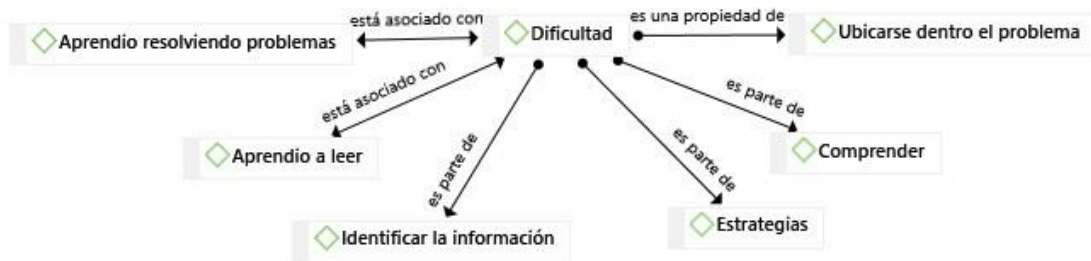 está asociado con
es una propiedad de
Aprendio resolviendo problemas
Dificultad
Ubicarse dentro el problema
está asociado con
es parte de
es parte de
es parte de
Aprendio a leer
Comprender
Identificar la información
Estrategias